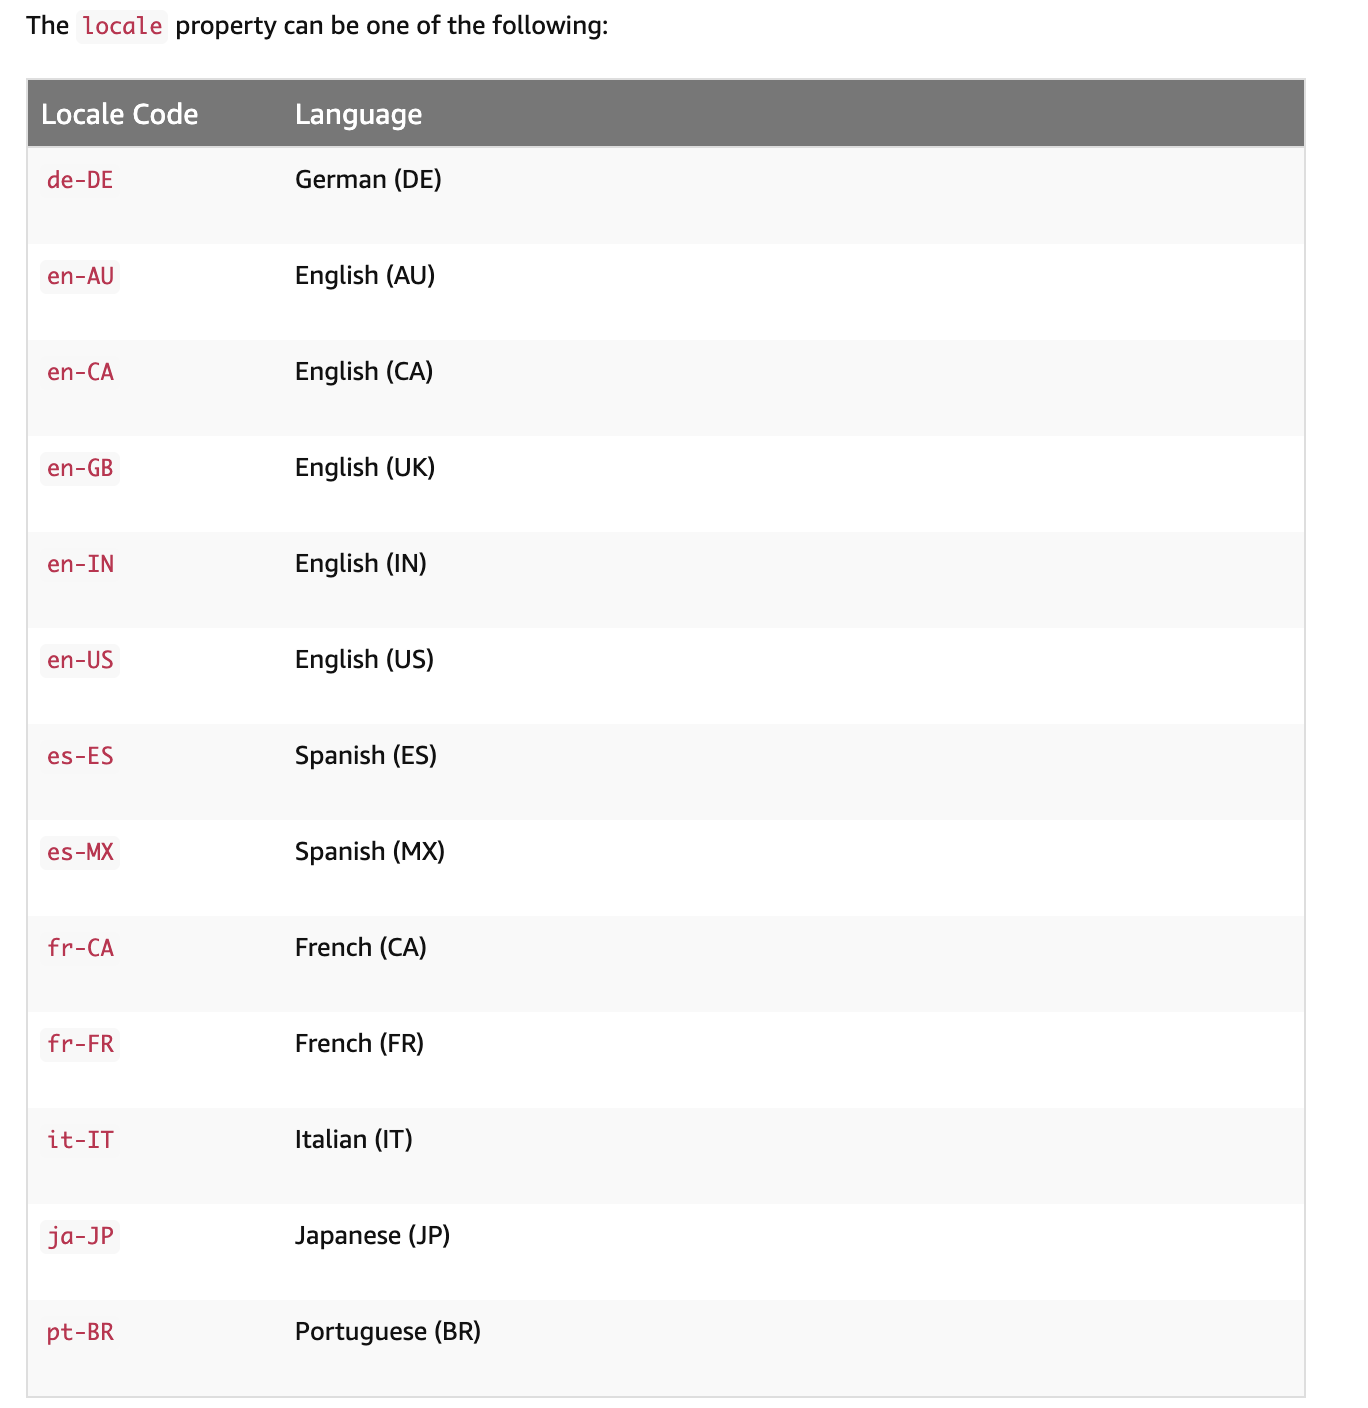 The locale property can be one of the following:
Locale Code Language
de-DE German (DE)
en-AU English (AU)
en-CA English (CA)
en-GB English (UK)
en-IN English (IN)
en-US English (US)
es-ES Spanish (ES)
es-MX Spanish (MX)
fr-CA French (CA)
fr-FR French (FR)
it-IT Italian (IT)
ja-JP Japanese (JP)
pt-BR Portuguese (BR)